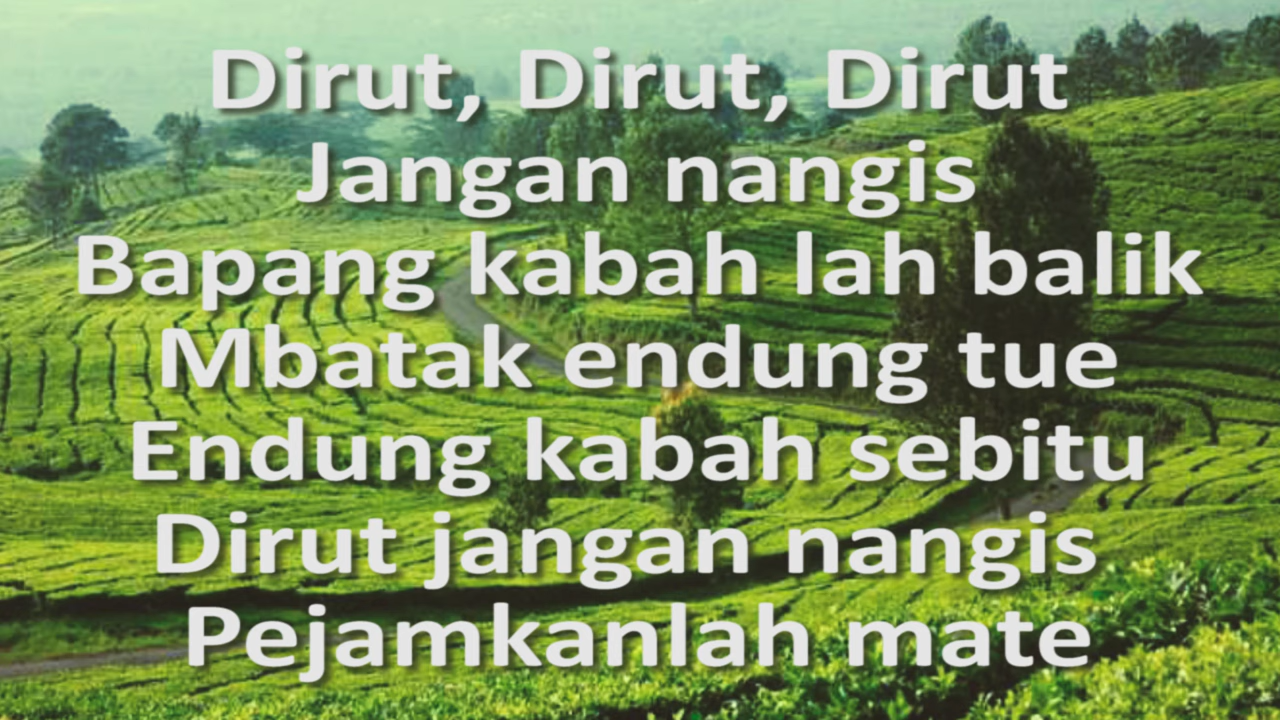 Dirut, Dirut, Dirut
Jangan nangis
Bapang kabah lah balik
Mbatak endung tue
Endung kabah sebitu
Dirut jangan nangis
Pejamkanlah mate